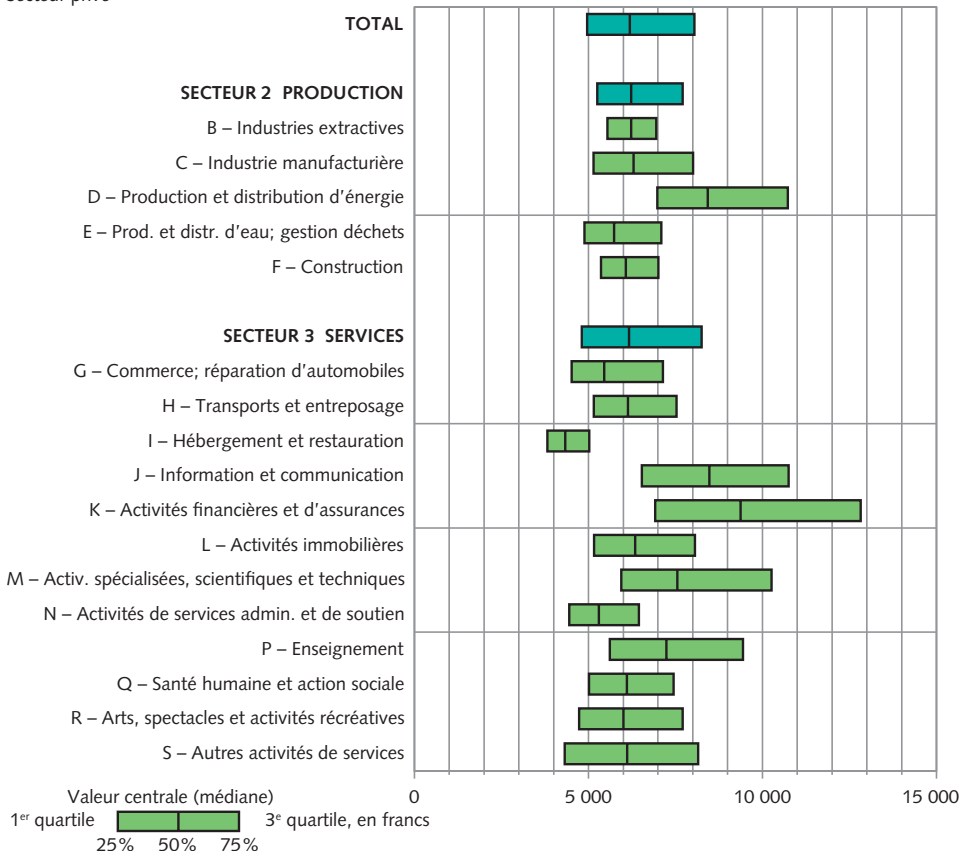 Secteur privé
TOTAL
SECTEUR 2 PRODUCTION
B – Industries extractives
C – Industrie manufacturière
D – Production et distribution d'énergie
E – Prod. et distr. d'eau; gestion déchets
F – Construction
SECTEUR 3 SERVICES
G – Commerce; réparation d'automobiles
H – Transports et entreposage
I – Hébergement et restauration
J – Information et communication
K – Activités financières et d'assurances
L – Activités immobilières
M – Activ. spécialisées, scientifiques et techniques
N – Activités de services admin. et de soutien
P – Enseignement
Q – Santé humaine et action sociale
R – Arts, spectacles et activités récréatives
S – Autres activités de services
0 5 000 10 000 15 000
Valeur centrale (médiane)
1er quartile 3e quartile, en francs
25% 50% 75%